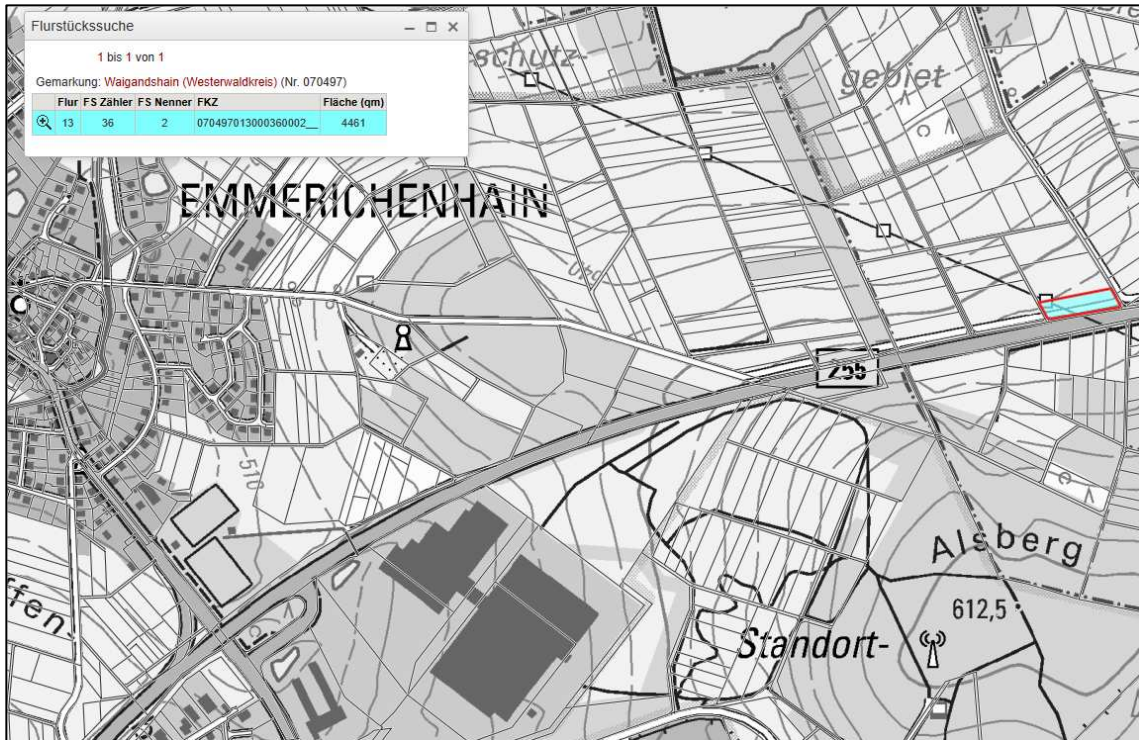 Flurstückssuche
1 bis 1 von 1
Gemarkung: Waigandshain (Westerwaldkreis) (Nr. 070497)
Flur FS Zähler FS Nenner FKZ Fläche (qm)
13 36 2 070497013000360002__ 4461
schutz-
gebiet
EMMERICHENHAIN
540
255
510
Alsberg
612,5
Standort-